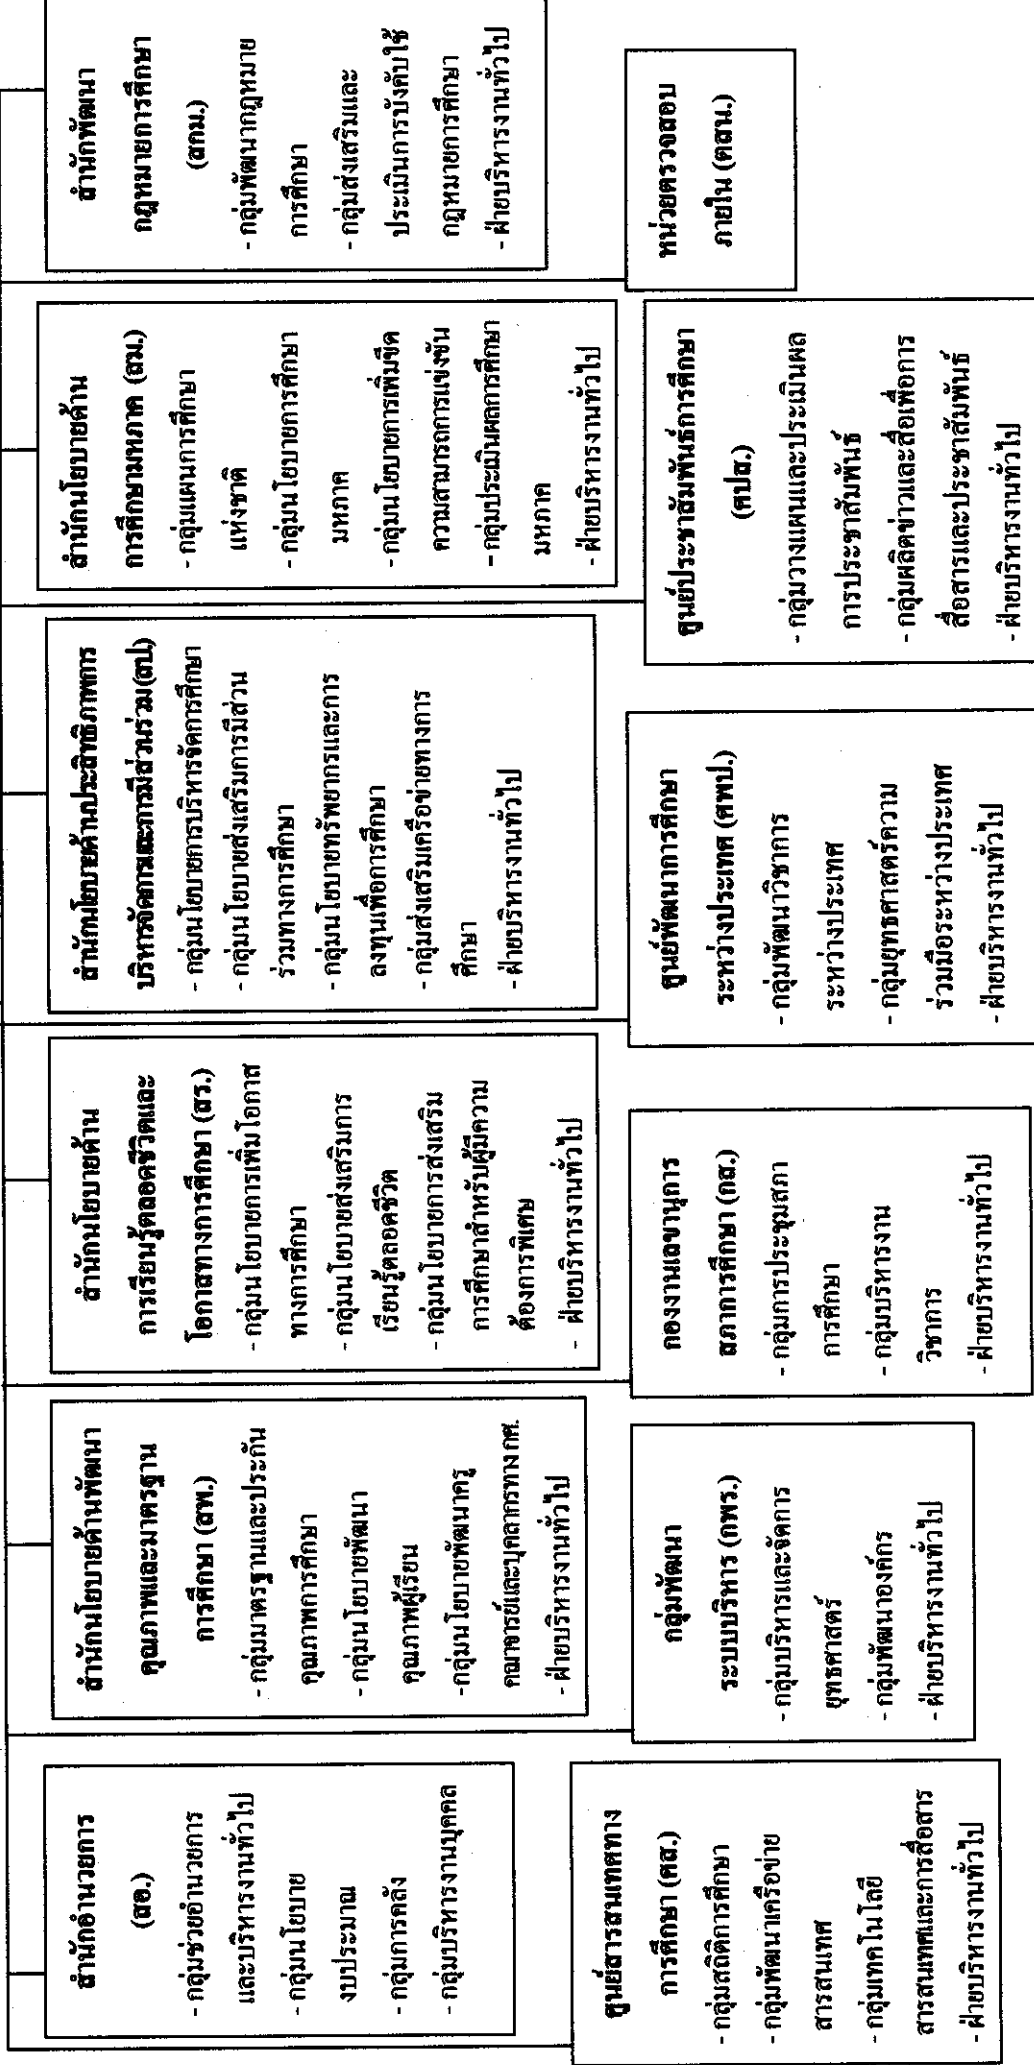 สำนักอำนวยการ
(สอ.)
- กลุ่มช่วยอำนวยการ
และบริหารงานทั่วไป
- กลุ่มนโยบาย
งบประมาณ
- กลุ่มการคลัง
- กลุ่มบริหารงานบุคคล
สำนักนโยบายด้านพัฒนา
คุณภาพและมาตรฐาน
การศึกษา (สพ.)
- กลุ่มมาตรฐานและประกัน
คุณภาพการศึกษา
- กลุ่มนโยบายพัฒนา
คุณภาพผู้เรียน
-กลุ่มนโยบายพัฒนาครู
คณาจารย์และบุคลากรทาง กศ.
- ฝ่ายบริหารงานทั่วไป
สำนักนโยบายด้าน
การเรียนรู้ตลอดชีวิตและ
โอกาสทางการศึกษา (สร.)
- กลุ่มนโยบายการเพิ่มโอกาส
ทางการศึกษา
- กลุ่มนโยบายส่งเสริมการ
เรียนรู้ตลอดชีวิต
- กลุ่มนโยบายการส่งเสริม
การศึกษาสำหรับผู้มีความ
ต้องการพิเศษ
- ฝ่ายบริหารงานทั่วไป
สำนักนโยบายด้านประสิทธิภาพการ
บริหารจัดการและการมีส่วนร่วม(สป.)
- กลุ่มนโยบายการบริหารจัดการศึกษา
- กลุ่มนโยบายส่งเสริมการมีส่วน
ร่วมทางการศึกษา
- กลุ่มนโยบายทรัพยากรและการ
ลงทุนเพื่อการศึกษา
- กลุ่มส่งเสริมเครือข่ายทางการ
ศึกษา
- ฝ่ายบริหารงานทั่วไป
สำนักนโยบายด้าน
การศึกษามหภาค (สม.)
- กลุ่มแผนการศึกษา
แห่งชาติ
- กลุ่มนโยบายการศึกษา
มหภาค
- กลุ่มนโยบายการเพิ่มขีด
ความสามารถการแข่งขัน
- กลุ่มประเมินผลการศึกษา
มหภาค
- ฝ่ายบริหารงานทั่วไป
สำนักพัฒนา
กฎหมายการศึกษา
(สกม.)
- กลุ่มพัฒนากฎหมาย
การศึกษา
- กลุ่มส่งเสริมและ
ประเมินการบังคับใช้
กฎหมายการศึกษา
- ฝ่ายบริหารงานทั่วไป
ศูนย์สารสนเทศทาง
การศึกษา (ศส.)
- กลุ่มสถิติการศึกษา
- กลุ่มพัฒนาเครือข่าย
สารสนเทศ
- กลุ่มเทคโนโลยี
สารสนเทศและการสื่อสาร
- ฝ่ายบริหารงานทั่วไป
กลุ่มพัฒนา
ระบบบริหาร (กพร.)
- กลุ่มบริหารและจัดการ
ยุทธศาสตร์
- กลุ่มพัฒนาองค์กร
- ฝ่ายบริหารงานทั่วไป
กองงานเลขานุการ
สภาการศึกษา (กส.)
- กลุ่มการประชุมสภา
การศึกษา
- กลุ่มบริหารงาน
วิชาการ
- ฝ่ายบริหารงานทั่วไป
ศูนย์พัฒนาการศึกษา
ระหว่างประเทศ (ศพป.)
- กลุ่มพัฒนาวิชาการ
ระหว่างประเทศ
- กลุ่มยุทธศาสตร์ความ
ร่วมมือระหว่างประเทศ
- ฝ่ายบริหารงานทั่วไป
ศูนย์ประชาสัมพันธ์การศึกษา
(ศปส.)
- กลุ่มวางแผนและประเมินผล
การประชาสัมพันธ์
- กลุ่มผลิตข่าวและสื่อเพื่อการ
สื่อสารและประชาสัมพันธ์
- ฝ่ายบริหารงานทั่วไป
หน่วยตรวจสอบ
ภายใน (ตสน.)